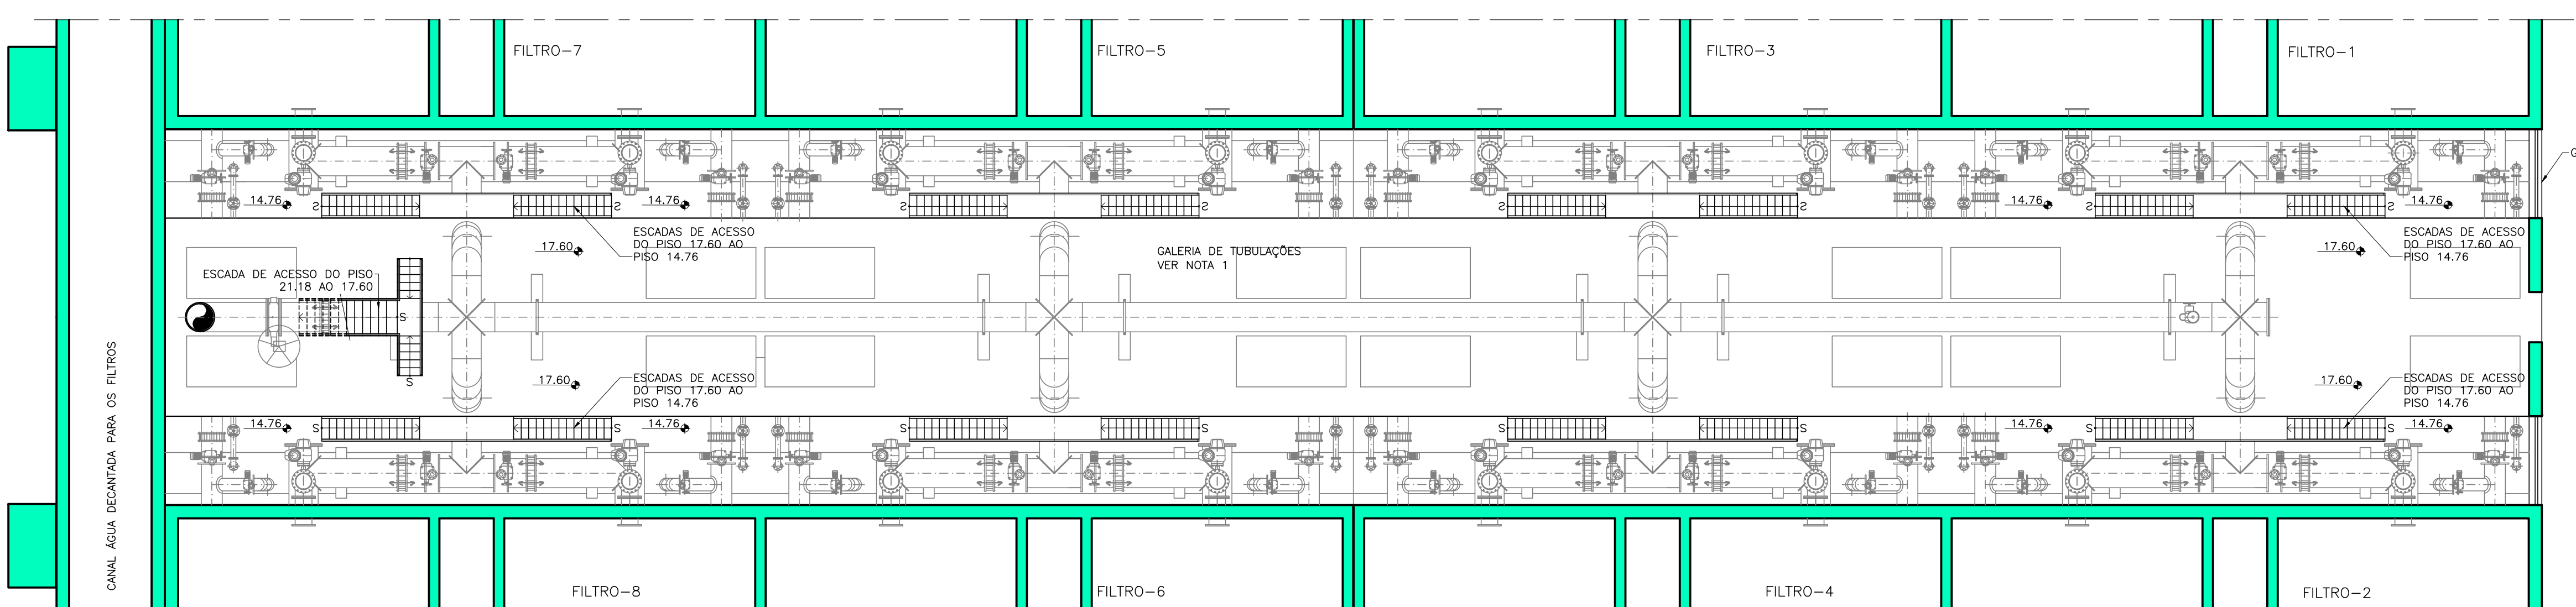 FILTRO-7
FILTRO-5
FILTRO-3
FILTRO-1
G
14.76
14.76
14.76
14.76
S
S
S
S
S
S
S
S
ESCADAS DE ACESSO
DO PISO 17.60 AO
PISO 14.76
ESCADAS DE ACESSO
DO PISO 17.60 AO
PISO 14.76
17.60
17.60
GALERIA DE TUBULAÇÕES
VER NOTA 1
ESCADA DE ACESSO DO PISO
21.18 AO 17.60
S
S
17.60
17.60
ESCADAS DE ACESSO
DO PISO 17.60 AO
PISO 14.76
ESCADAS DE ACESSO
DO PISO 17.60 AO
PISO 14.76
14.76
14.76
14.76
14.76
S
S
S
S
S
S
S
S
CANAL ÁGUA DECANTADA PARA OS FILTROS
FILTRO-8
FILTRO-6
FILTRO-4
FILTRO-2